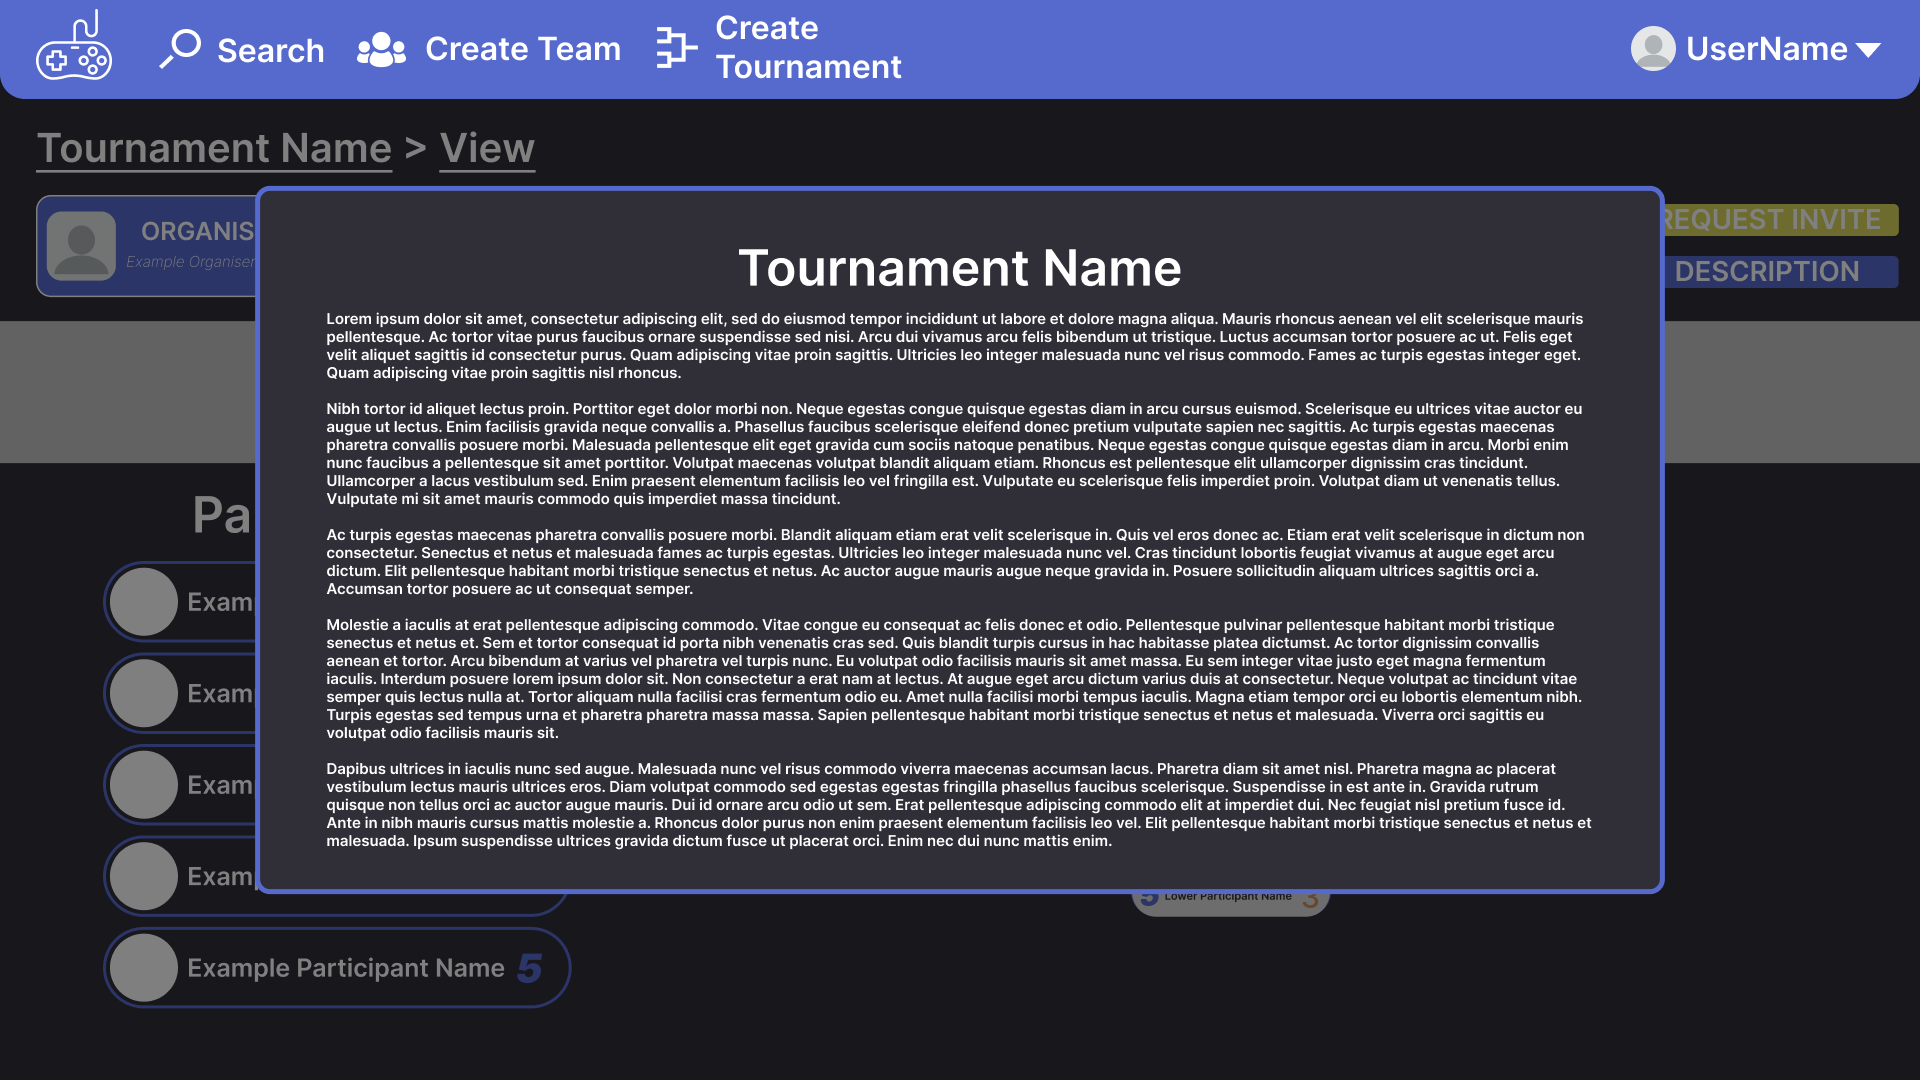 Search
Create Team
Create
Tournament
UserName
Tournament Name > View
ORGANIS
Example Organiser
REQUEST INVITE
DESCRIPTION
Tournament Name
Lorem ipsum dolor sit amet, consectetur adipiscing elit, sed do eiusmod tempor incididunt ut labore et dolore magna aliqua. Mauris rhoncus aenean vel elit scelerisque mauris
pellentesque. Ac tortor vitae purus faucibus ornare suspendisse sed nisi. Arcu dui vivamus arcu felis bibendum ut tristique. Luctus accumsan tortor posuere ac ut. Felis eget
velit aliquet sagittis id consectetur purus. Quam adipiscing vitae proin sagittis. Ultricies leo integer malesuada nunc vel risus commodo. Fames ac turpis egestas integer eget.
Quam adipiscing vitae proin sagittis nisl rhoncus.
Nibh tortor id aliquet lectus proin. Porttitor eget dolor morbi non. Neque egestas congue quisque egestas diam in arcu cursus euismod. Scelerisque eu ultrices vitae auctor eu
augue ut lectus. Enim facilisis gravida neque convallis a. Phasellus faucibus scelerisque eleifend donec pretium vulputate sapien nec sagittis. Ac turpis egestas maecenas
pharetra convallis posuere morbi. Malesuada pellentesque elit eget gravida cum sociis natoque penatibus. Neque egestas congue quisque egestas diam in arcu. Morbi enim
nunc faucibus a pellentesque sit amet porttitor. Volutpat maecenas volutpat blandit aliquam etiam. Rhoncus est pellentesque elit ullamcorper dignissim cras tincidunt.
Ullamcorper a lacus vestibulum sed. Enim praesent elementum facilisis leo vel fringilla est. Vulputate eu scelerisque felis imperdiet proin. Volutpat diam ut venenatis tellus.
Vulputate mi sit amet mauris commodo quis imperdiet massa tincidunt.
Ac turpis egestas maecenas pharetra convallis posuere morbi. Blandit aliquam etiam erat velit scelerisque in. Quis vel eros donec ac. Etiam erat velit scelerisque in dictum non
consectetur. Senectus et netus et malesuada fames ac turpis egestas. Ultricies leo integer malesuada nunc vel. Cras tincidunt lobortis feugiat vivamus at augue eget arcu
dictum. Elit pellentesque habitant morbi tristique senectus et netus. Ac auctor augue mauris augue neque gravida in. Posuere sollicitudin aliquam ultrices sagittis orci a.
Accumsan tortor posuere ac ut consequat semper.
Molestie a iaculis at erat pellentesque adipiscing commodo. Vitae congue eu consequat ac felis donec et odio. Pellentesque pulvinar pellentesque habitant morbi tristique
senectus et netus et. Sem et tortor consequat id porta nibh venenatis cras sed. Quis blandit turpis cursus in hac habitasse platea dictumst. Ac tortor dignissim convallis
aenean et tortor. Arcu bibendum at varius vel pharetra vel turpis nunc. Eu volutpat odio facilisis mauris sit amet massa. Eu sem integer vitae justo eget magna fermentum
iaculis. Interdum posuere lorem ipsum dolor sit. Non consectetur a erat nam at lectus. At augue eget arcu dictum varius duis at consectetur. Neque volutpat ac tincidunt vitae
semper quis lectus nulla at. Tortor aliquam nulla facilisi cras fermentum odio eu. Amet nulla facilisi morbi tempus iaculis. Magna etiam tempor orci eu lobortis elementum nibh.
Turpis egestas sed tempus urna et pharetra pharetra massa massa. Sapien pellentesque habitant morbi tristique senectus et netus et malesuada. Viverra orci sagittis eu
volutpat odio facilisis mauris sit.
Dapibus ultrices in iaculis nunc sed augue. Malesuada nunc vel risus commodo viverra maecenas accumsan lacus. Pharetra diam sit amet nisl. Pharetra magna ac placerat
vestibulum lectus mauris ultrices eros. Diam volutpat commodo sed egestas egestas fringilla phasellus faucibus scelerisque. Suspendisse in est ante in. Gravida rutrum
quisque non tellus orci ac auctor augue mauris. Dui id ornare arcu odio ut sem. Erat pellentesque adipiscing commodo elit at imperdiet dui. Nec feugiat nisl pretium fusce id.
Ante in nibh mauris cursus mattis molestie a. Rhoncus dolor purus non enim praesent elementum facilisis leo vel. Elit pellentesque habitant morbi tristique senectus et netus et
malesuada. Ipsum suspendisse ultrices gravida dictum fusce ut placerat orci. Enim nec dui nunc mattis enim.
Pa
Exam
Exam
Exam
Exam
5 Lower Participant Name 3
Example Participant Name 5